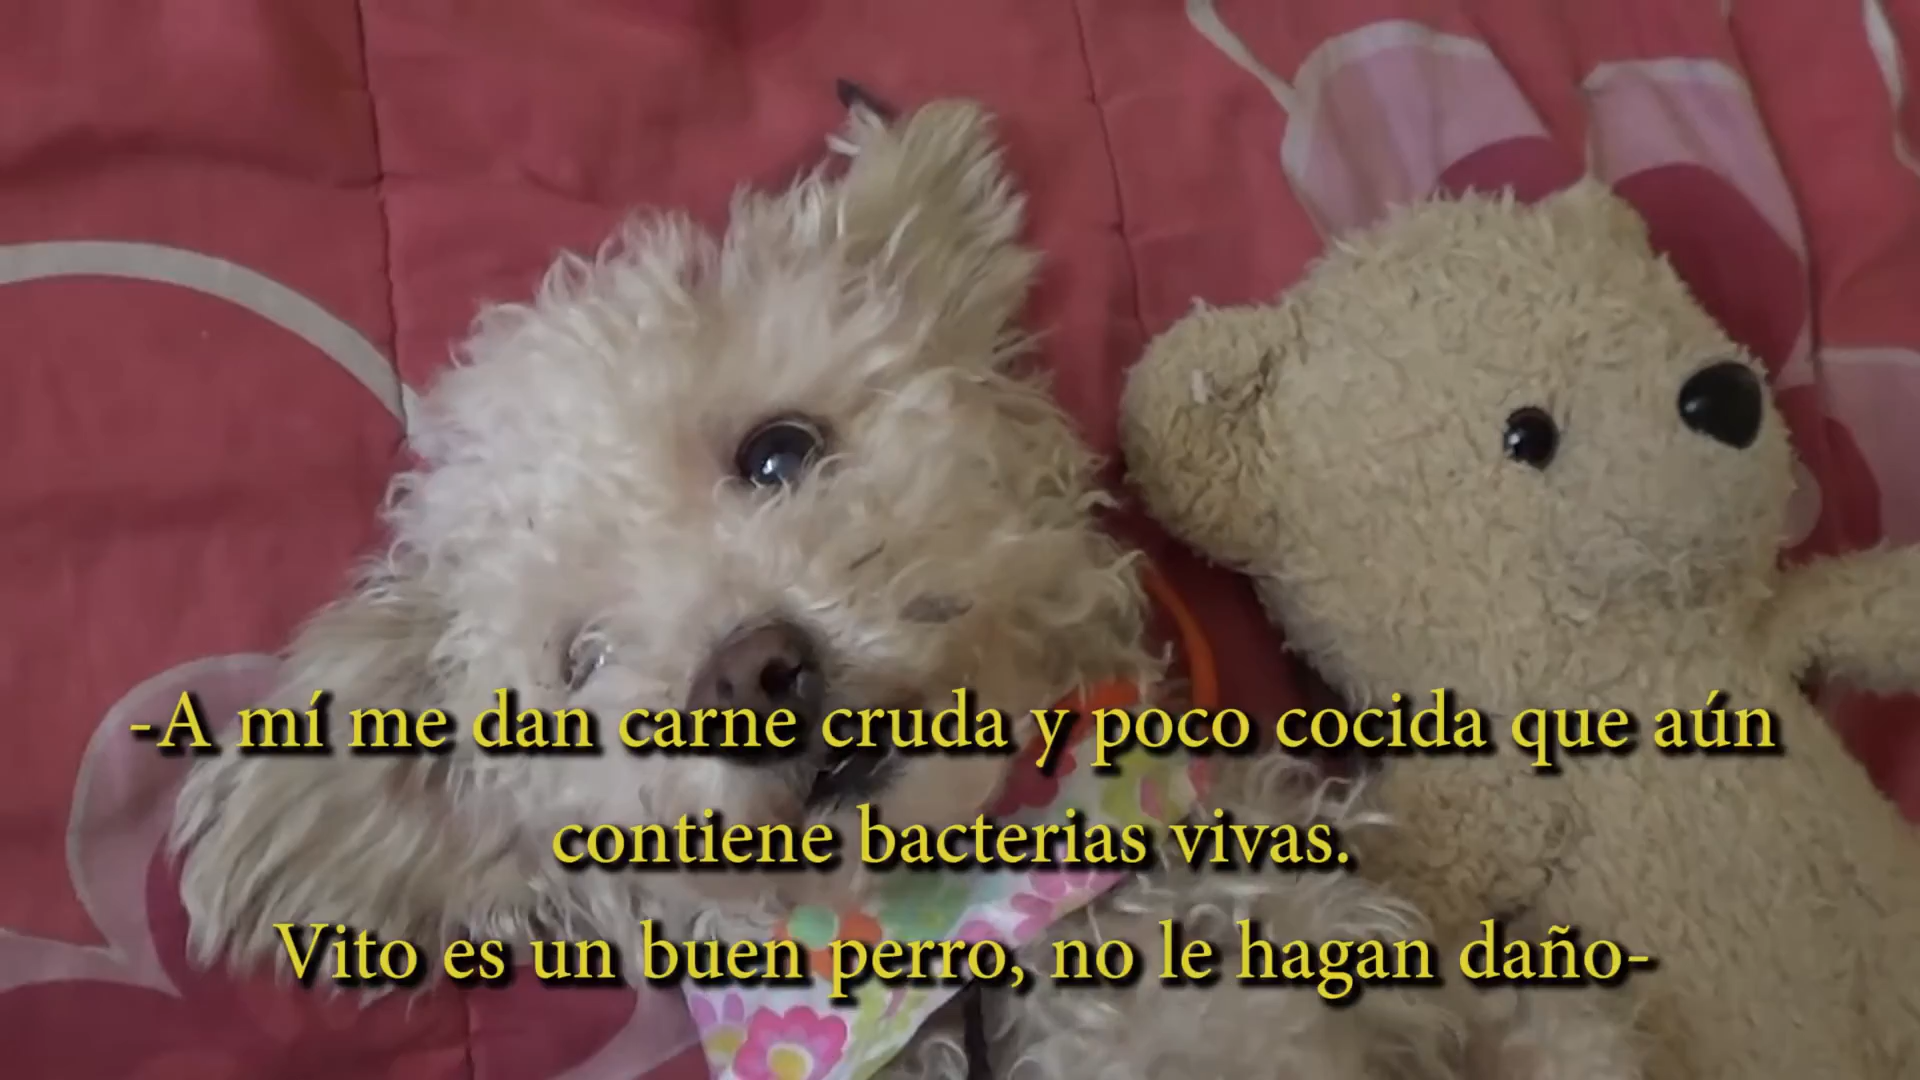 -A mí me dan carne cruda y poco cocida que aún
contiene bacterias vivas.
Vito es un buen perro, no le hagan daño-